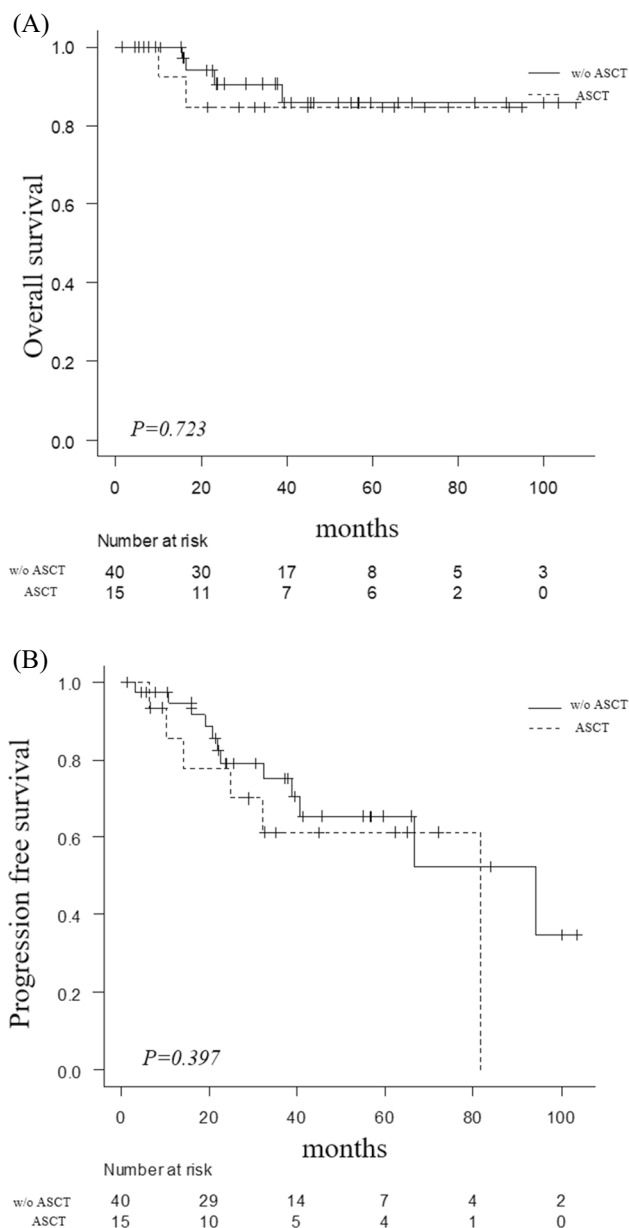 (A)
1.0
w/o ASCT
ASCT
0.8
0.6
0.4
0.2
0.0
Overall survival
P=0.723
0 20 40 60 80 100
months
Number at risk
w/o ASCT 40 30 17 8 5 3
ASCT 15 11 7 6 2 0
(B)
1.0
w/o ASCT
ASCT
0.8
0.6
0.4
0.2
0.0
Progression free survival
P=0.397
0 20 40 60 80 100
months
Number at risk
w/o ASCT 40 29 14 7 4 2
ASCT 15 10 5 4 1 0